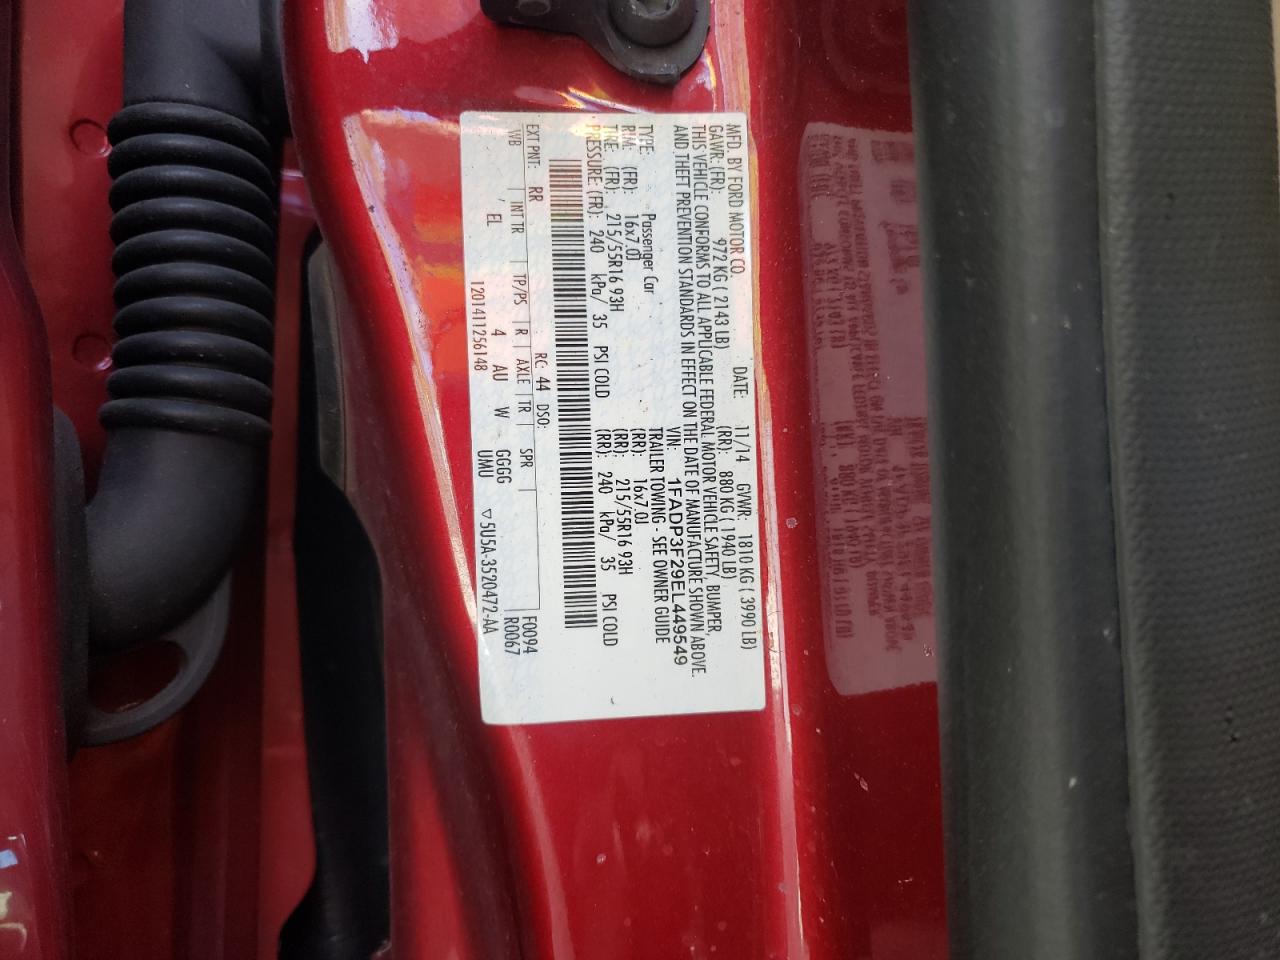 MFD. BY FORD MOTOR CO. DATE: 11/14 GVWR: 1810 KG ( 3990 LB)
GAWR: (FR): 972 KG ( 2143 LB) (RR): 880 KG ( 1940 LB)
THIS VEHICLE CONFORMS TO ALL APPLICABLE FEDERAL MOTOR VEHICLE SAFETY, BUMPER,
AND THEFT PREVENTION STANDARDS IN EFFECT ON THE DATE OF MANUFACTURE SHOWN ABOVE.
VIN: 1FADP3F29EL449549
TYPE: Passenger Car TRAILER TOWING - SEE OWNER GUIDE
RIM: (FR): 16x7.0J (RR): 16x7.0J
TIRE: (FR): 215/55R16 93H (RR): 215/55R16 93H
PRESSURE: (FR): 240 kPa/ 35 PSI COLD (RR): 240 kPa/ 35 PSI COLD
RC: 44 DSO: F0094
EXT PNT: RR R0067
WB INT TR TP/PS R AXLE TR SPR
, EL 4 AU W GGGG ▽5U5A-3520472-AA
1201411256148 UMU